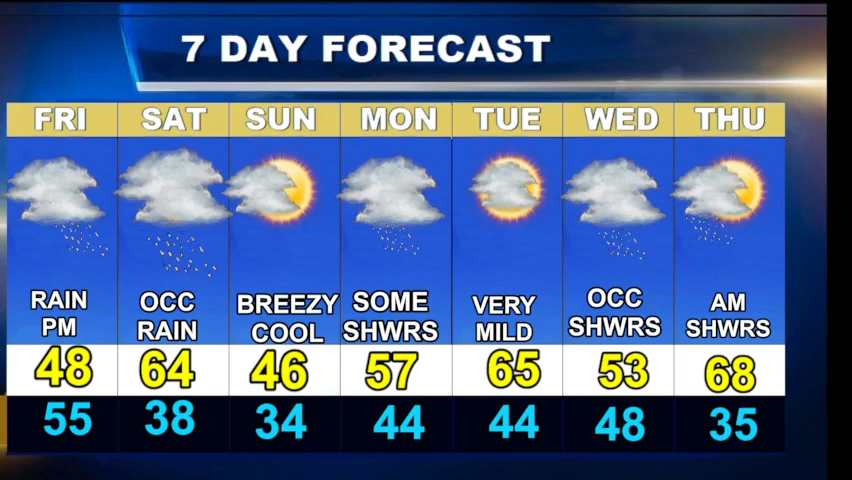 7 DAY FORECAST
FRI SAT SUN MON TUE WED THU
RAIN PM
OCC RAIN
BREEZY COOL
SOME SHWRS
VERY MILD
OCC SHWRS
AM SHWRS
48 64 46 57 65 53 68
55 38 34 44 44 48 35